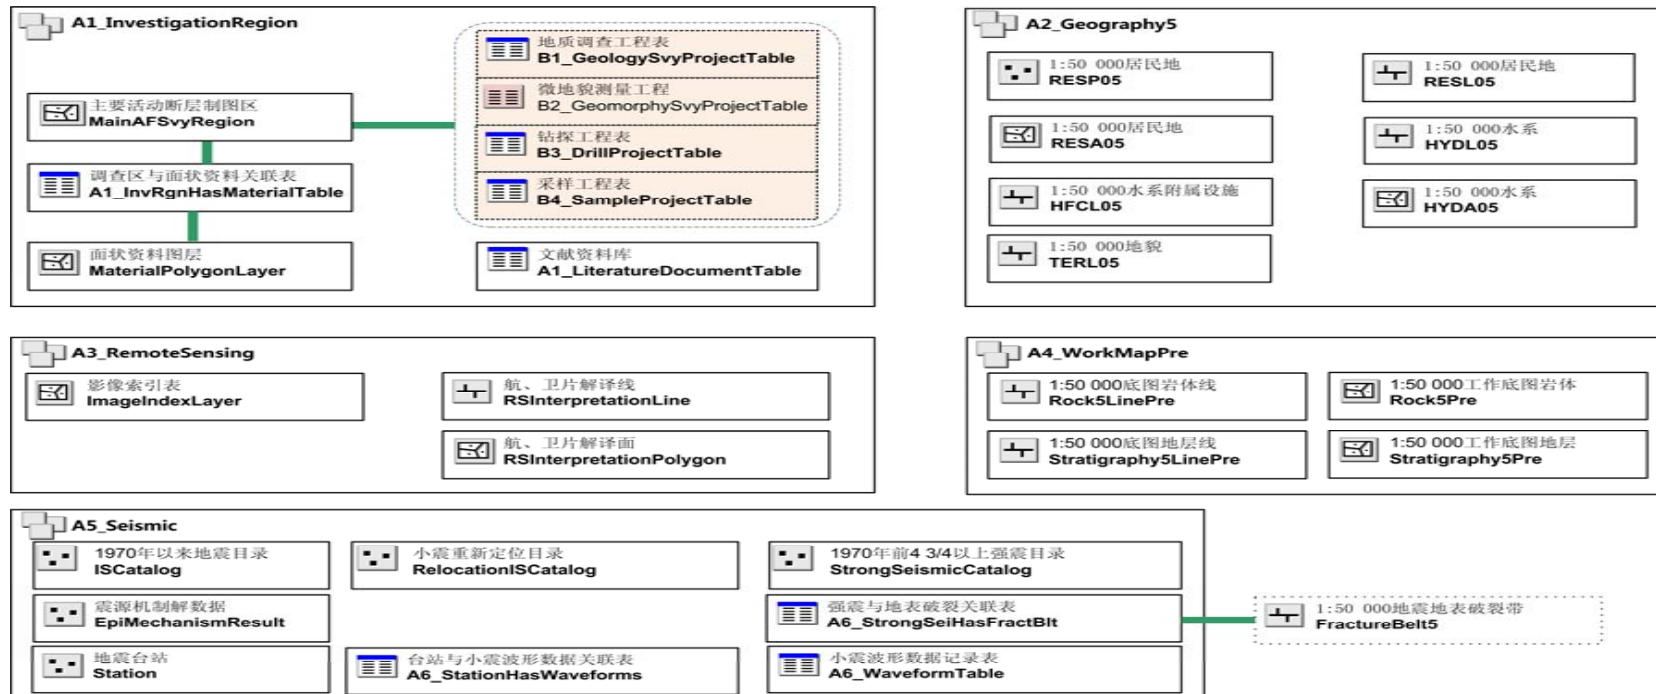 A1_InvestigationRegion
主要活动断层制图区
MainAFSvyRegion
调查区与面状资料关联表
A1_InvRgnHasMaterialTable
面状资料图层
MaterialPolygonLayer
地质调查工程表
B1_GeologySvyProjectTable
微地貌测量工程
B2_GeomorphySvyProjectTable
钻探工程表
B3_DrillProjectTable
采样工程表
B4_SampleProjectTable
文献资料库
A1_LiteratureDocumentTable
A2_Geography5
1:50 000居民地
RESP05
1:50 000居民地
RESL05
1:50 000居民地
RESA05
1:50 000水系
HYDL05
1:50 000水系附属设施
HFCL05
1:50 000水系
HYDA05
1:50 000地貌
TERL05
A3_RemoteSensing
影像索引表
ImageIndexLayer
航、卫片解译线
RSInterpretationLine
航、卫片解译面
RSInterpretationPolygon
A4_WorkMapPre
1:50 000底图岩体线
Rock5LinePre
1:50 000工作底图岩体
Rock5Pre
1:50 000底图地层线
Stratigraphy5LinePre
1:50 000工作底图地层
Stratigraphy5Pre
A5_Seismic
1970年以来地震目录
ISCatalog
小震重新定位目录
RelocationISCatalog
1970年前4 3/4以上强震目录
StrongSeismicCatalog
震源机制解数据
EpiMechanismResult
强震与地表破裂关联表
A6_StrongSeiHasFractBlt
1:50 000地震地表破裂带
FractureBelt5
地震台站
Station
台站与小震波形数据关联表
A6_StationHasWaveforms
小震波形数据记录表
A6_WaveformTable